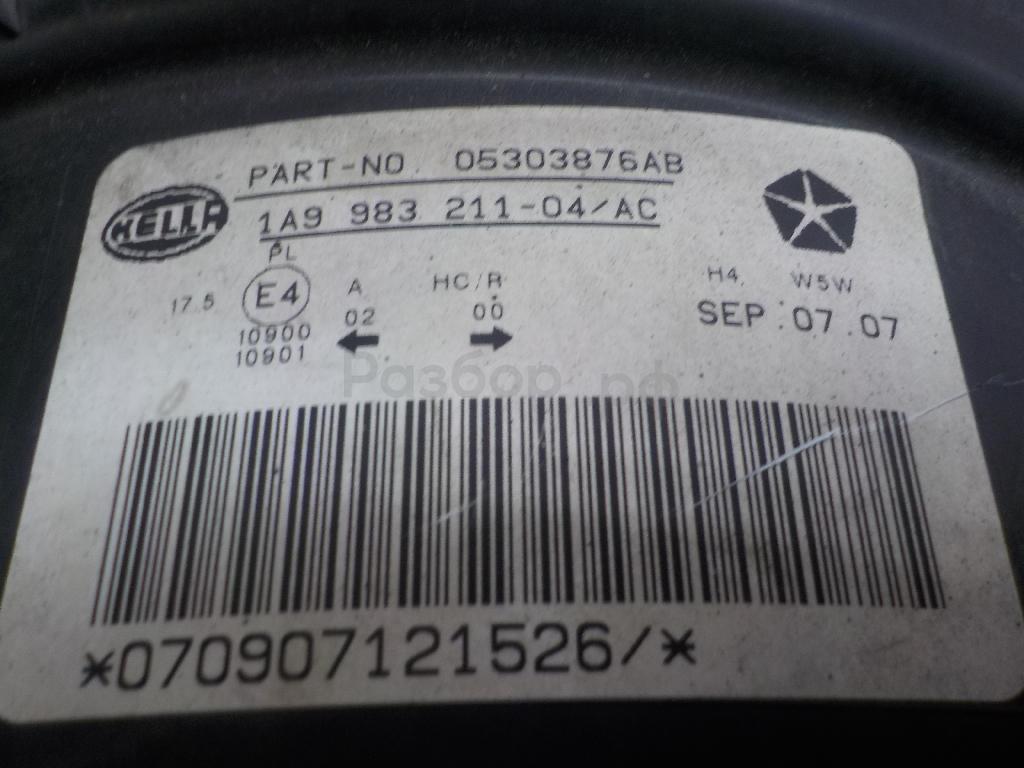 PART-NO. 05303876AB
HELLA
1A9 983 211-04/AC
PL
17.5 E4 A HC/R H4 W5W
02 00 SEP.07.07
10900
10901
Разбор.рф
*070907121526/*